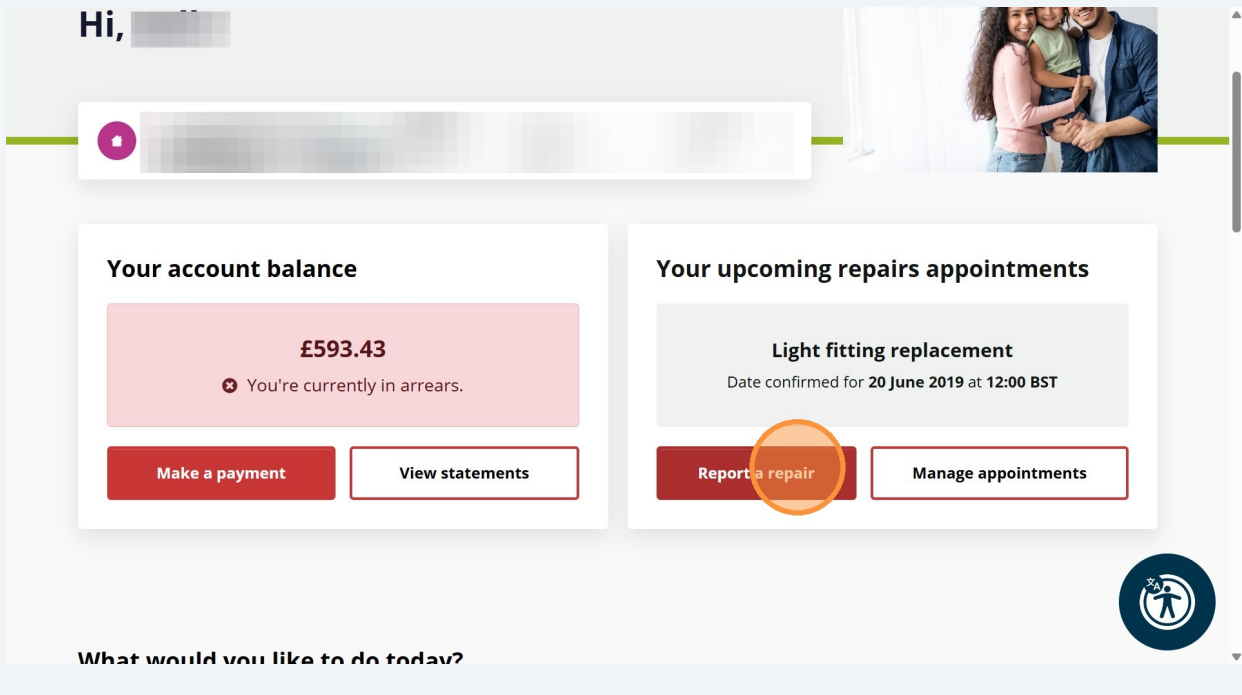 Hi,
Your account balance
£593.43
You're currently in arrears.
Make a payment
View statements
Your upcoming repairs appointments
Light fitting replacement
Date confirmed for 20 June 2019 at 12:00 BST
Report a repair
Manage appointments
What would you like to do today?